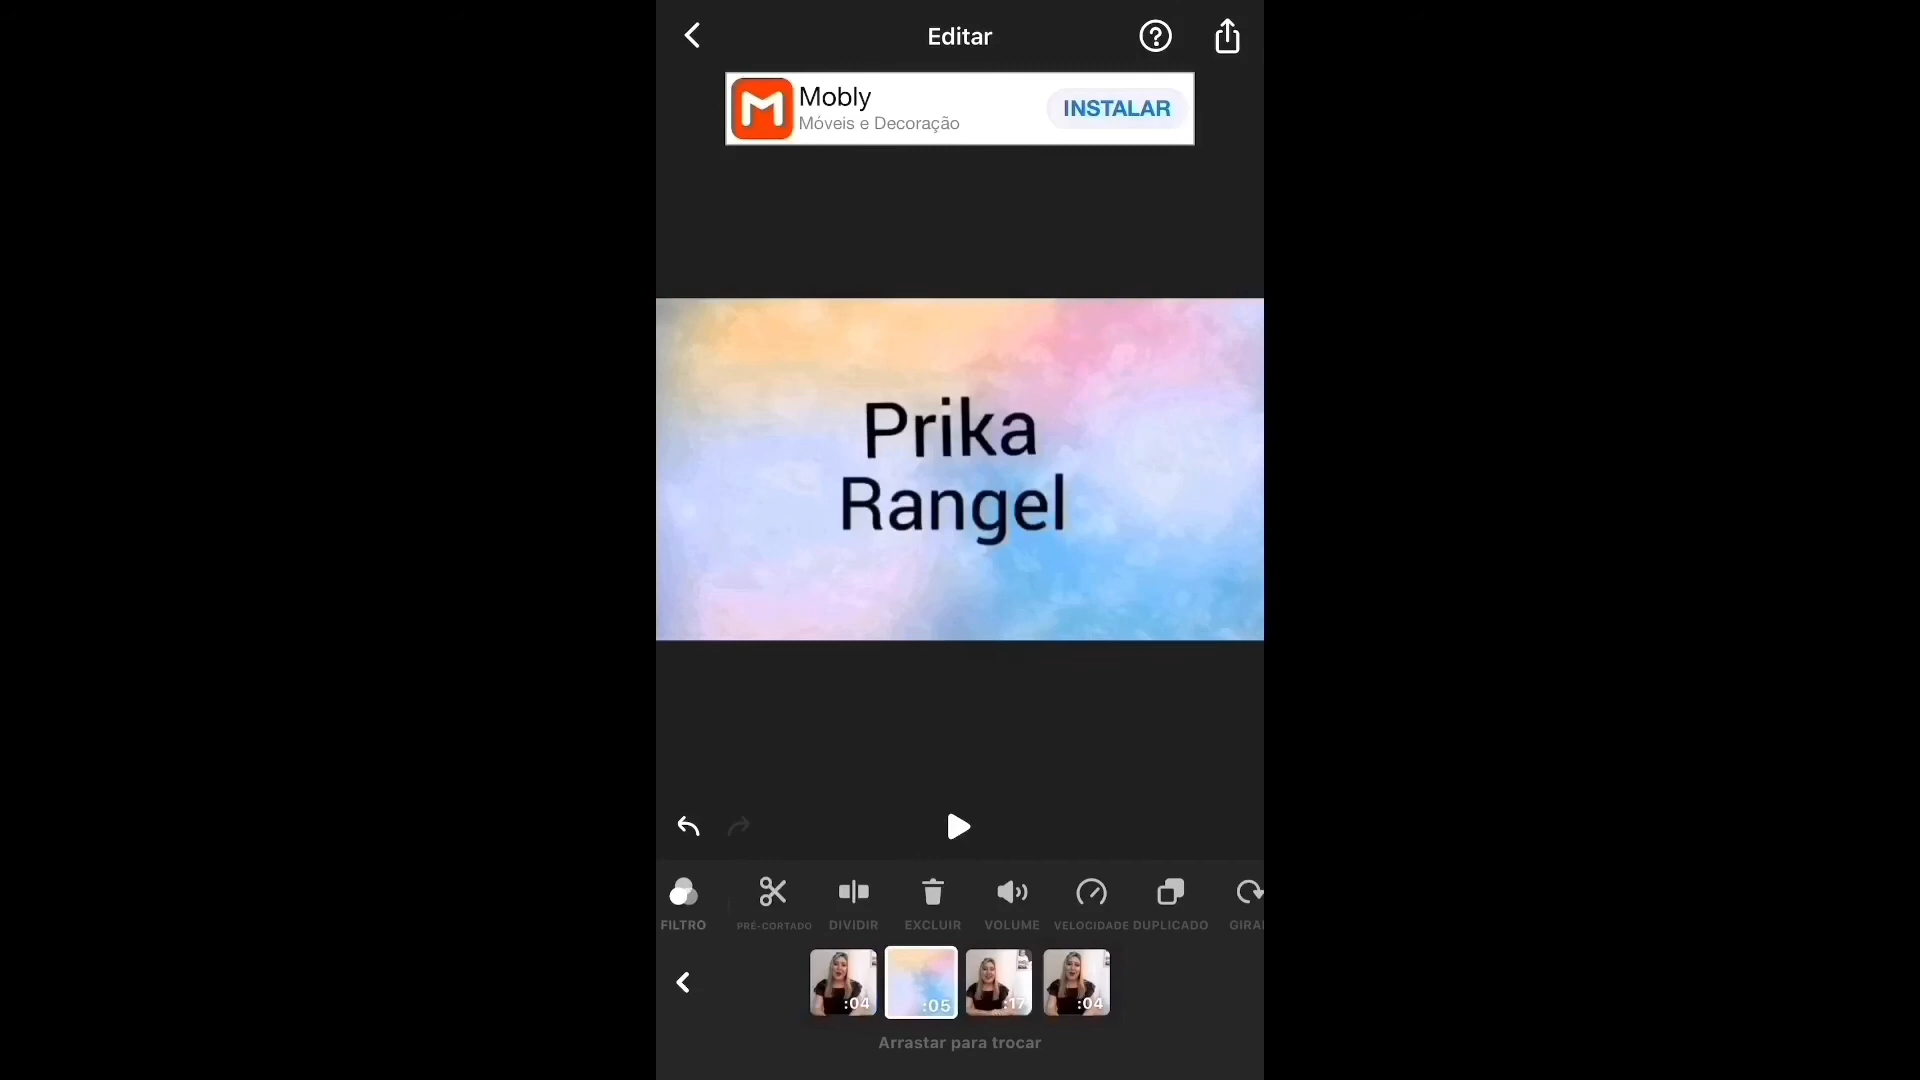 Editar
Mobly
Móveis e Decoração
INSTALAR
Prika
Rangel
FILTRO
PRÉ-CORTADO
DIVIDIR
EXCLUIR
VOLUME
VELOCIDADE
DUPLICADO
GIRA
:04
:05
:17
:04
Arrastar para trocar